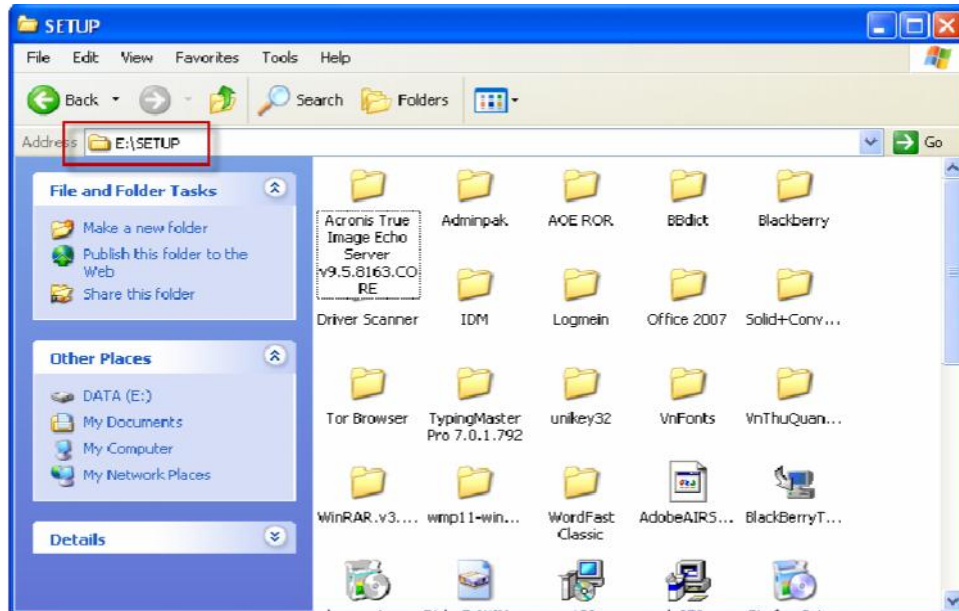 SETUP
File Edit View Favorites Tools Help
Back Search Folders
Address E:\SETUP Go
File and Folder Tasks
Make a new folder
Publish this folder to the
Web
Share this folder
Other Places
DATA (E:)
My Documents
My Computer
My Network Places
Details
Acronis True
Image Echo
Server
v9.5.8163.CO
RE
Adminpak
AOE ROR
BBdict
Blackberry
Driver Scanner
IDM
Logmein
Office 2007
Solid+Conv...
Tor Browser
TypingMaster
Pro 7.0.1.792
unikey32
VnFonts
VnThuQuan...
WinRAR.v3....
wmp11-win...
WordFast
Classic
AdobeAIR5...
BlackBerryT...